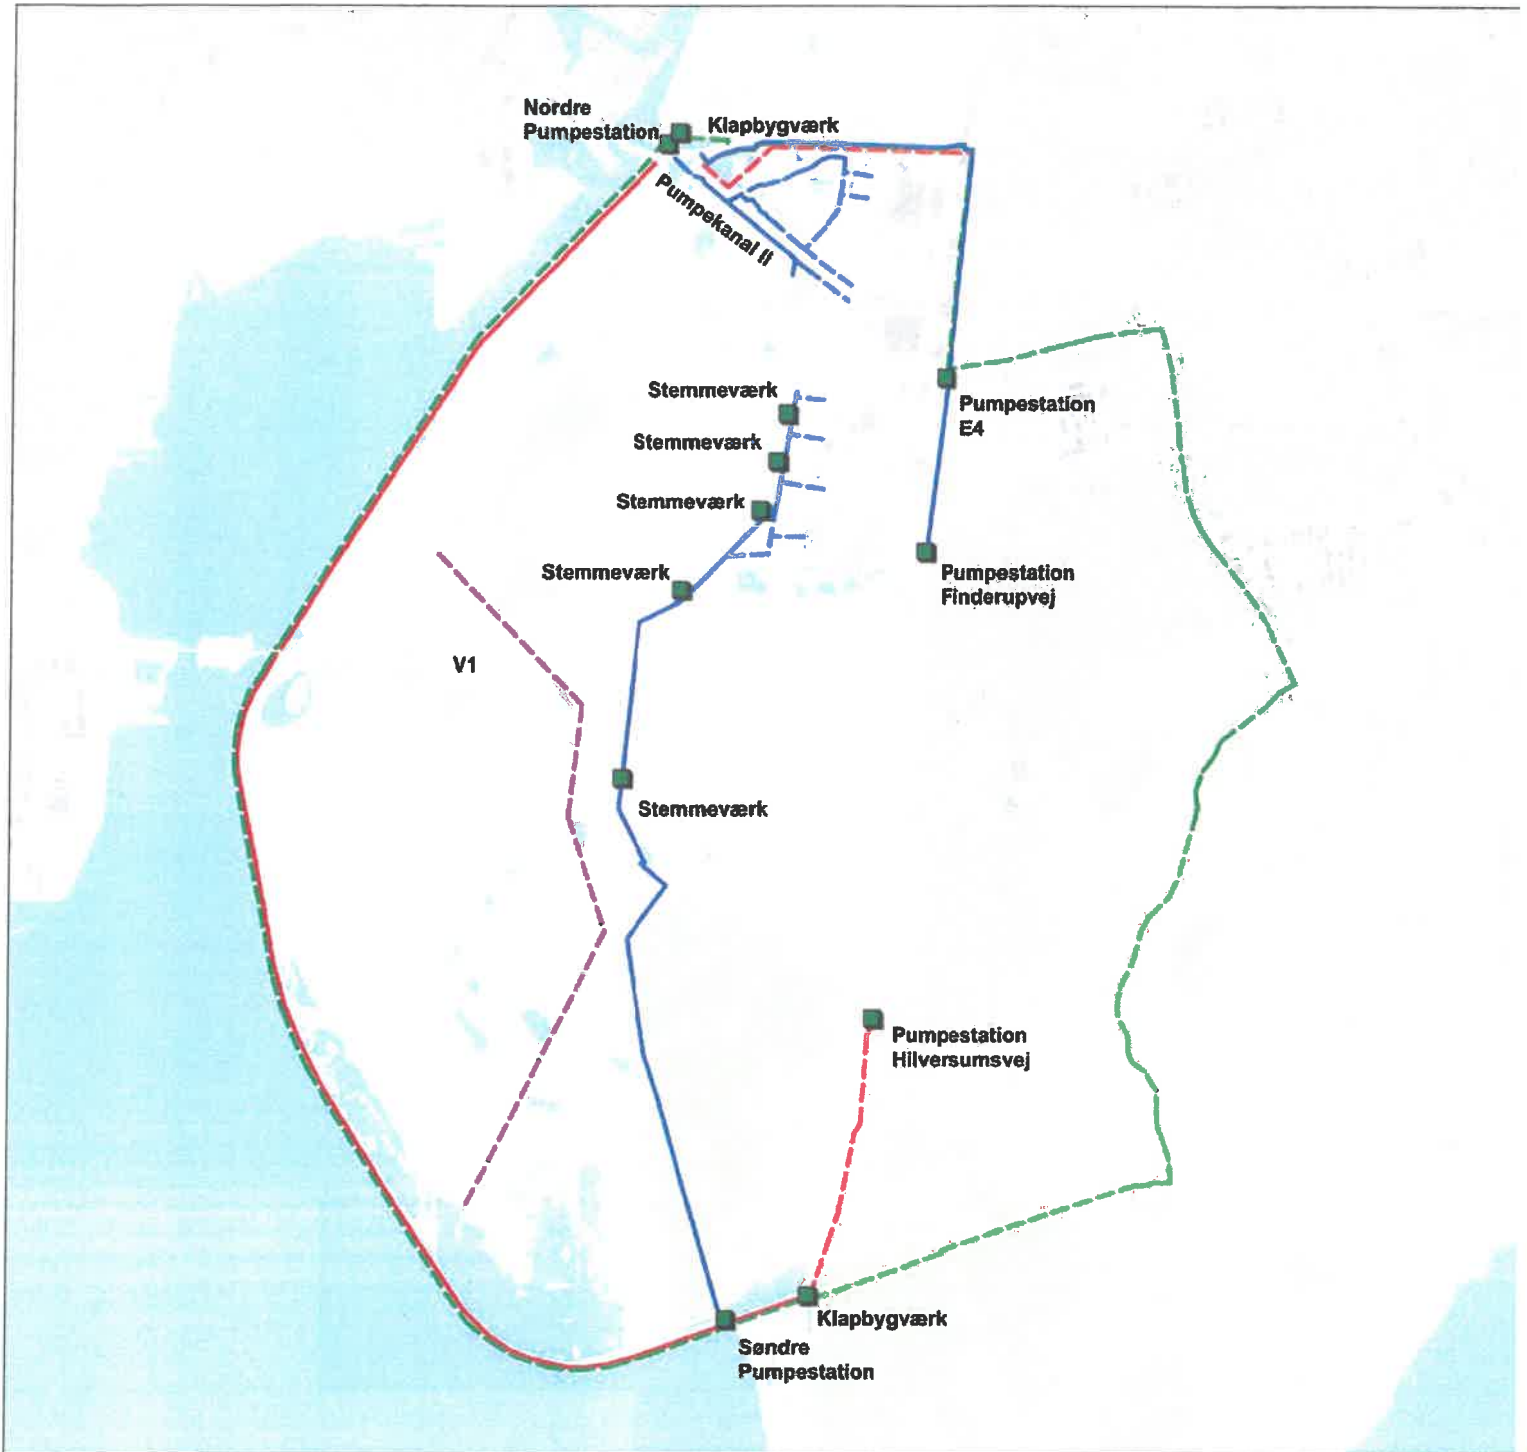 Nordre
Pumpestation
Klapbygværk
Pumpekanal II
Stemmeværk
Pumpestation
E4
Stemmeværk
Stemmeværk
Stemmeværk
Pumpestation
Finderupvej
V1
Stemmeværk
Pumpestation
Hilversumsvej
Klapbygværk
Søndre
Pumpestation